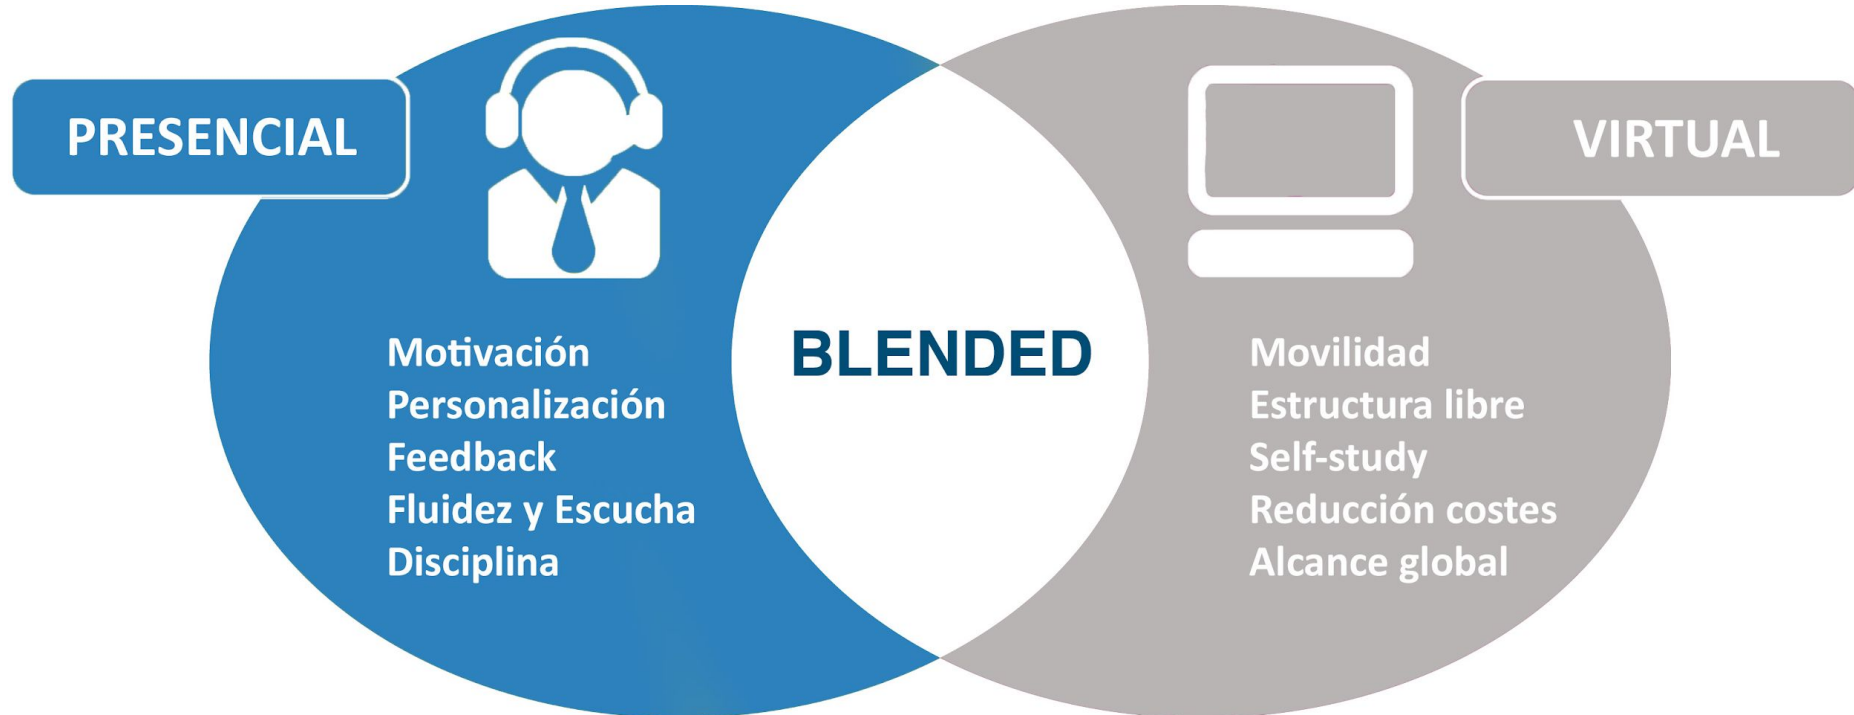 PRESENCIAL
Motivación
Personalización
Feedback
Fluidez y Escucha
Disciplina
BLENDED
VIRTUAL
Movilidad
Estructura libre
Self-study
Reducción costes
Alcance global